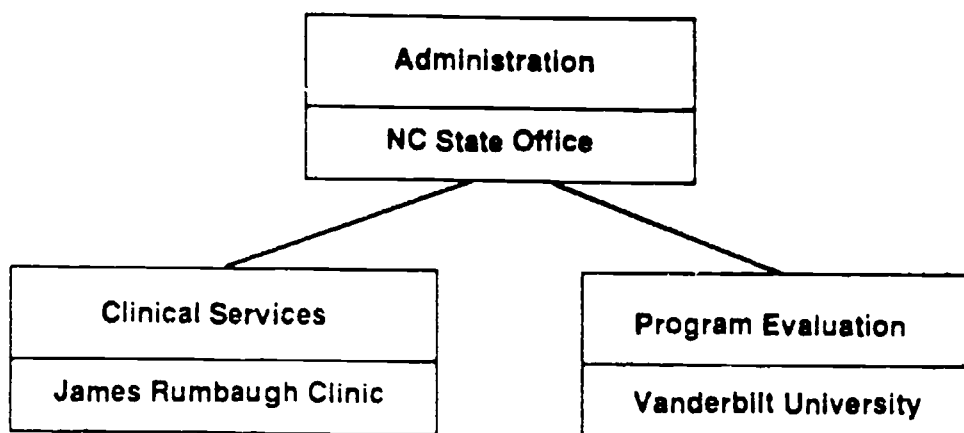 Administration
NC State Office
Clinical Services
James Rumbaugh Clinic
Program Evaluation
Vanderbilt University